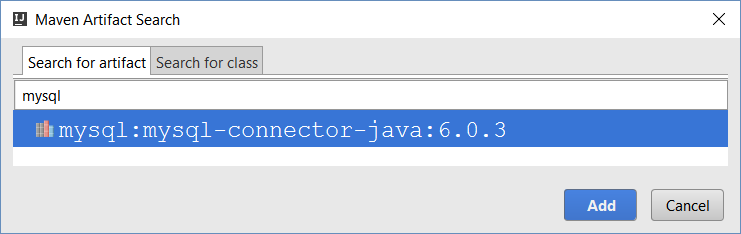 IJ Maven Artifact Search
Search for artifact Search for class
mysql
mysql:mysql-connector-java:6.0.3
Add Cancel